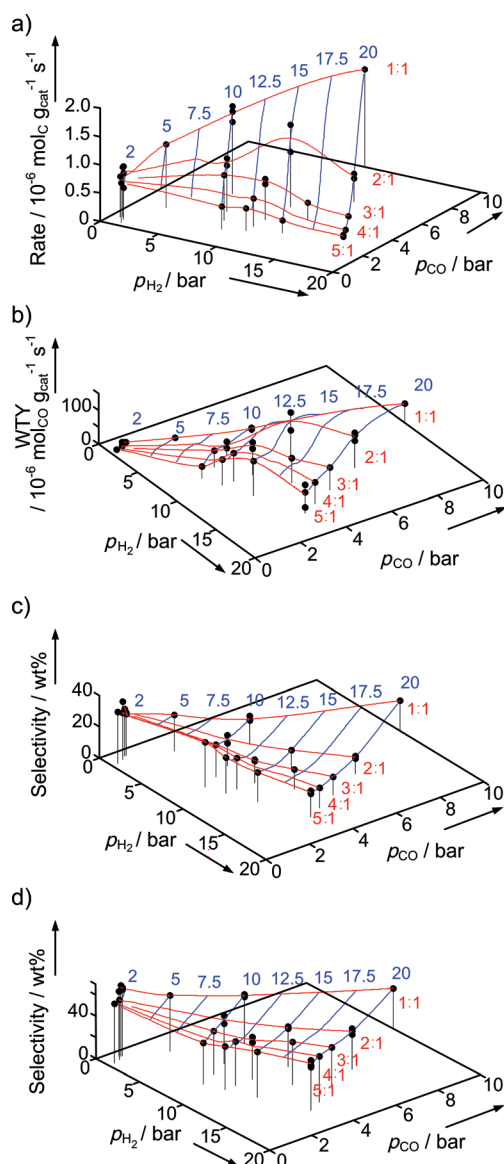 a)
2 5 7.5 10 12.5 15 17.5 20
1:1
2:1
3:1
4:1
5:1
2.0
1.5
1.0
0.5
0.0
Rate / 10⁻⁶ mol_C g_cat⁻¹ s⁻¹
0 5 10 15 20
p_H₂ / bar
0 2 4 6 8 10
p_CO / bar
b)
2 5 7.5 10 12.5 15 17.5 20
1:1
2:1
3:1
4:1
5:1
100
0
WTY
/ 10⁻⁶ mol_CO g_cat⁻¹ s⁻¹
0 5 10 15 20
p_H₂ / bar
0 2 4 6 8 10
p_CO / bar
c)
2 5 7.5 10 12.5 15 17.5 20
1:1
2:1
3:1
4:1
5:1
40
20
0
Selectivity / wt%
0 5 10 15 20
p_H₂ / bar
0 2 4 6 8 10
p_CO / bar
d)
2 5 7.5 10 12.5 15 17.5 20
1:1
2:1
3:1
4:1
5:1
40
0
Selectivity / wt%
0 5 10 15 20
p_H₂ / bar
0 2 4 6 8 10
p_CO / bar